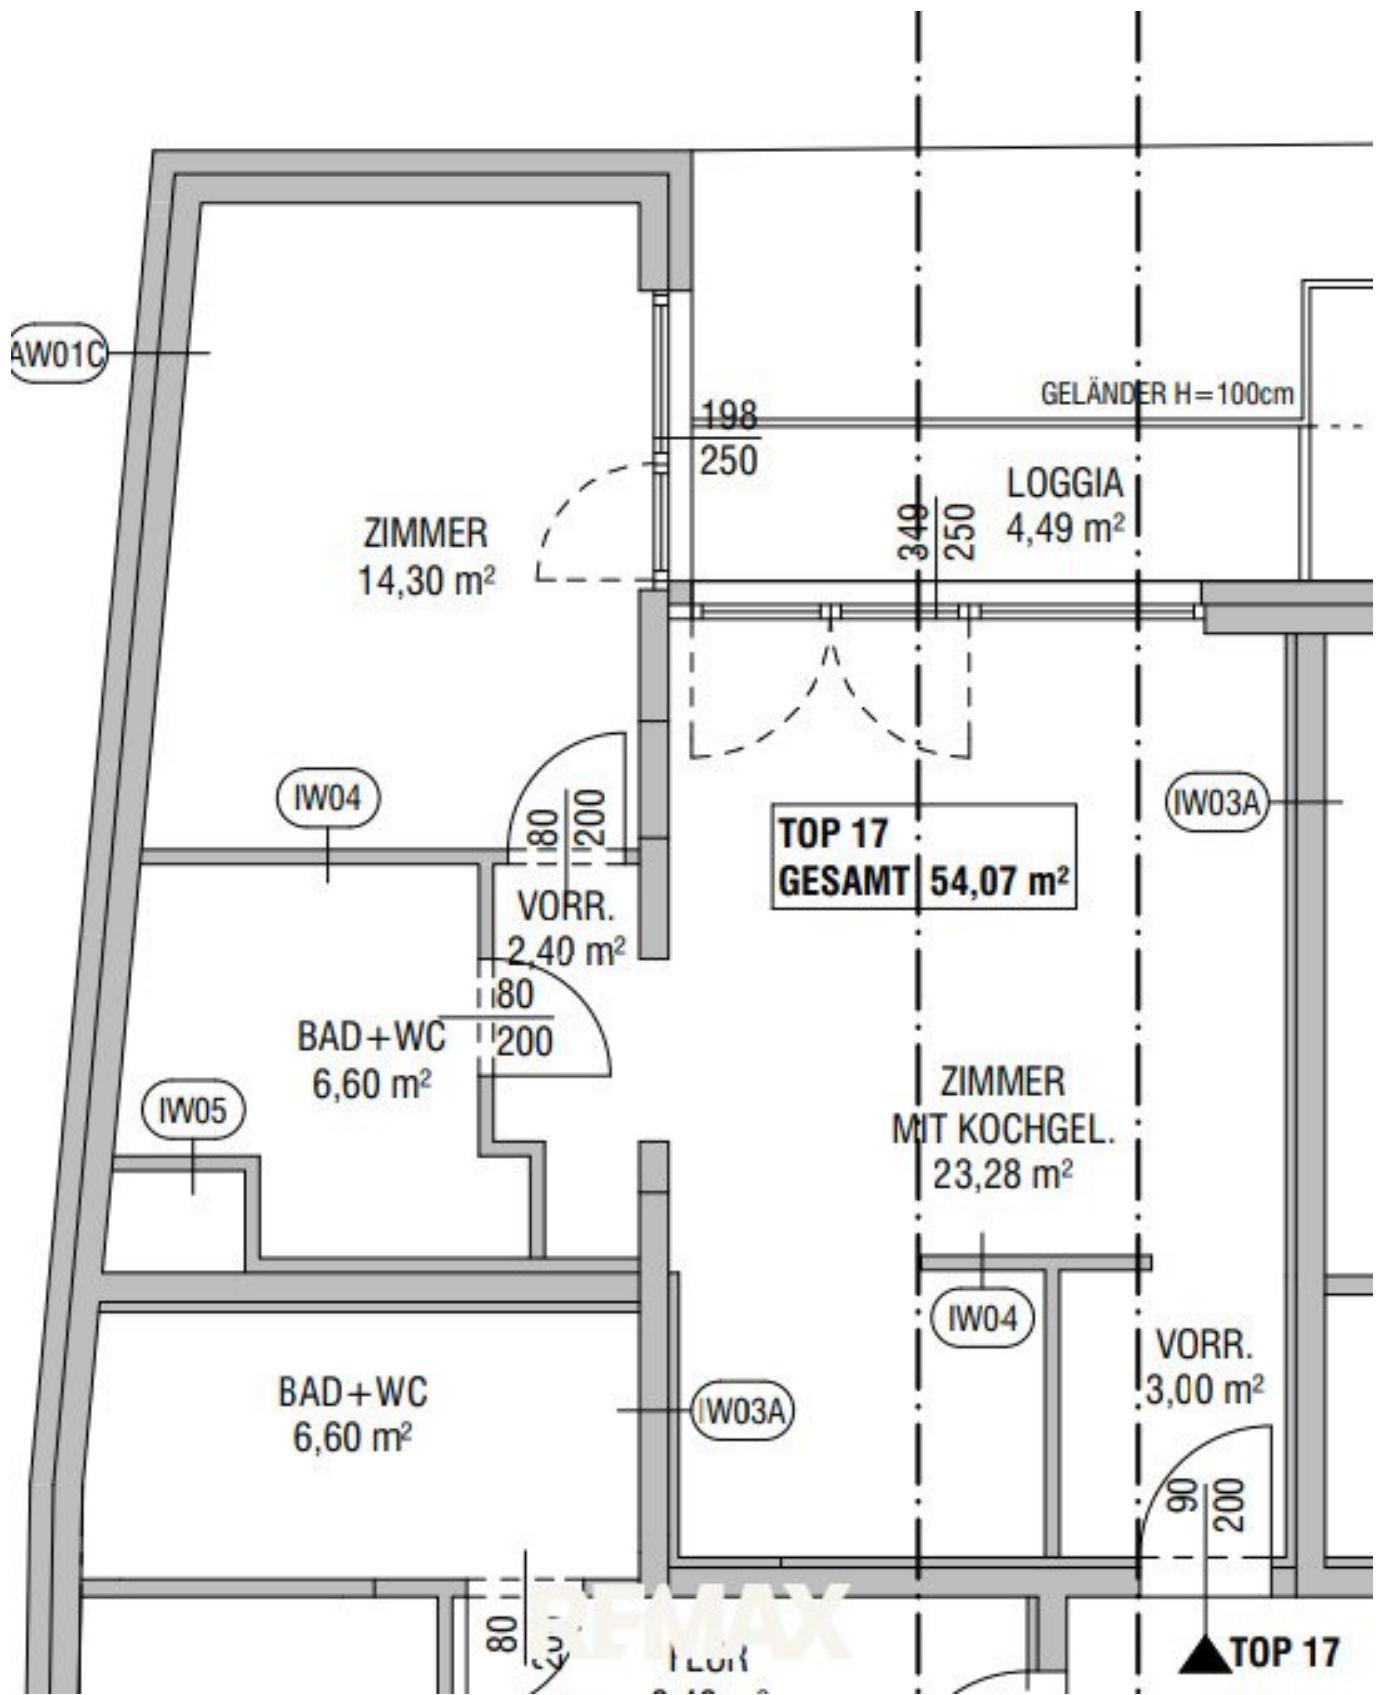 AW01C
GELÄNDER H=100cm
198
250
LOGGIA
4,49 m²
349
250
ZIMMER
14,30 m²
IW04
80
200
IW03A
TOP 17
GESAMT 54,07 m²
VORR.
2,40 m²
80
200
BAD+WC
6,60 m²
IW05
ZIMMER
MIT KOCHGEL.
23,28 m²
IW04
VORR.
3,00 m²
BAD+WC
6,60 m²
IW03A
90
200
80
REMAX
TOP 17